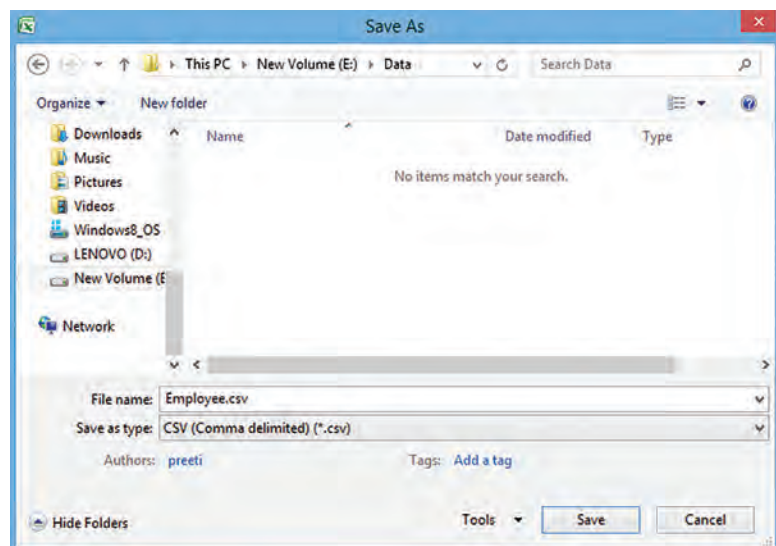 Save As
This PC New Volume (E:) Data Search Data
Organize New folder
Name Date modified Type
No items match your search.
Downloads
Music
Pictures
Videos
Windows8_OS
LENOVO (D:)
New Volume (E
Network
File name: Employee.csv
Save as type: CSV (Comma delimited) (*.csv)
Authors: preeti Tags: Add a tag
Hide Folders Tools Save Cancel